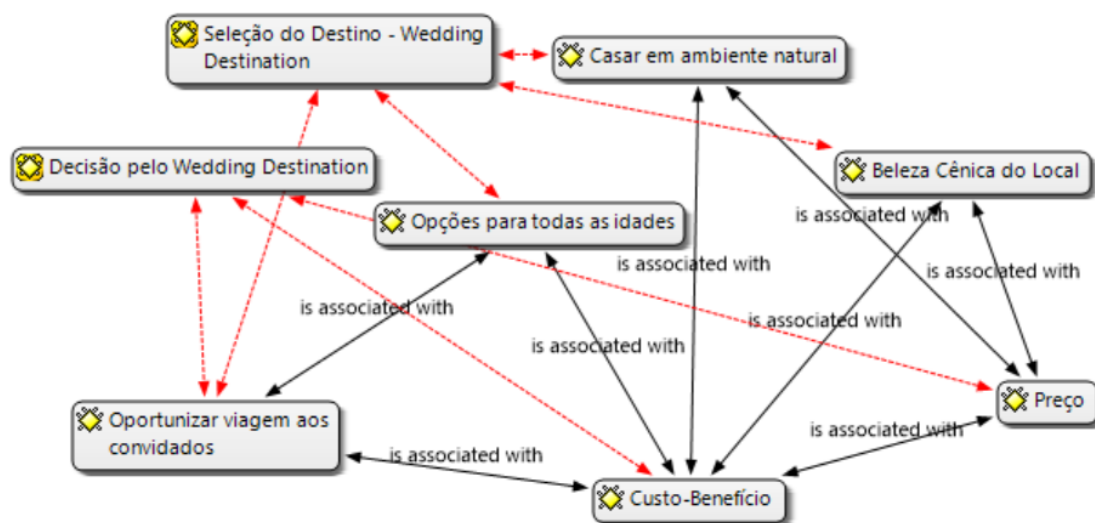 Seleção do Destino - Wedding
Destination
Casar em ambiente natural
Decisão pelo Wedding Destination
Beleza Cênica do Local
Opções para todas as idades
is associated with
is associated with
is associated with
is associated with
is associated with
is associated with
Oportunizar viagem aos
convidados
Preço
is associated with
is associated with
Custo-Benefício